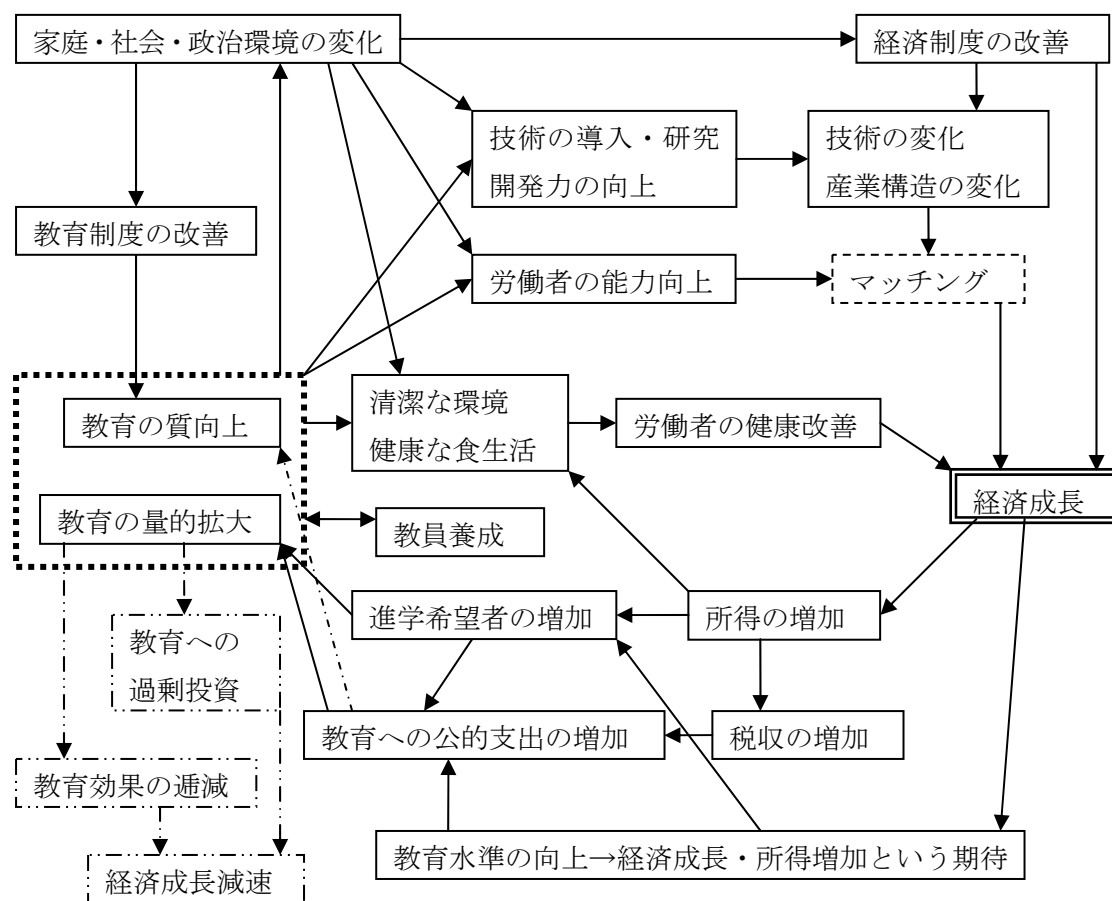 家庭・社会・政治環境の変化
経済制度の改善
技術の導入・研究
開発力の向上
技術の変化
産業構造の変化
教育制度の改善
労働者の能力向上
マッチング
清潔な環境
健康な食生活
労働者の健康改善
教育の質向上
経済成長
教育の量的拡大
教員養成
進学希望者の増加
所得の増加
教育への
過剰投資
教育への公的支出の増加
税収の増加
教育効果の逓減
教育水準の向上→経済成長・所得増加という期待
経済成長減速